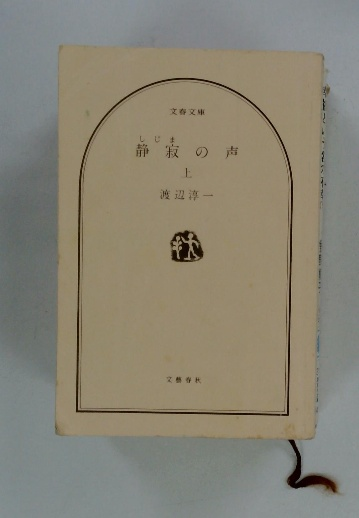 文春文庫
しじま
静寂の声
上
渡辺淳一
文藝春秋